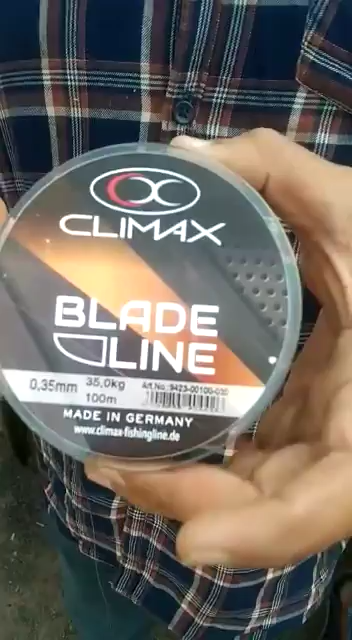 CLIMAX
BLADE
LINE
0,35mm
35,0kg
100m
MADE IN GERMANY
www.climax-fishingline.de